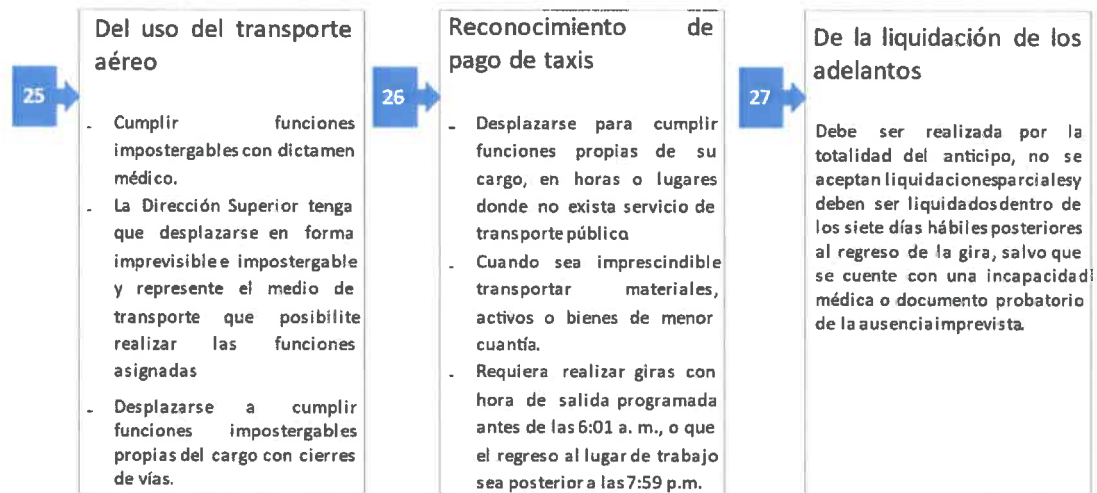 25
Del uso del transporte
aéreo
- Cumplir funciones
impostergables con dictamen
médico.
- La Dirección Superior tenga
que desplazarse en forma
imprevisible e impostergable
y represente el medio de
transporte que posibilite
realizar las funciones
asignadas
- Desplazarse a cumplir
funciones impostergables
propias del cargo con cierres
de vías.
26
Reconocimiento de
pago de taxis
- Desplazarse para cumplir
funciones propias de su
cargo, en horas o lugares
donde no exista servicio de
transporte público
- Cuando sea imprescindible
transportar materiales,
activos o bienes de menor
cuantía.
- Requiera realizar giras con
hora de salida programada
antes de las 6:01 a. m., o que
el regreso al lugar de trabajo
sea posterior a las 7:59 p.m.
27
De la liquidación de los
adelantos
Debe ser realizada por la
totalidad del anticipo, no se
aceptan liquidaciones parciales y
deben ser liquidados dentro de
los siete días hábiles posteriores
al regreso de la gira, salvo que
se cuente con una incapacidad
médica o documento probatorio
de la ausencia imprevista.